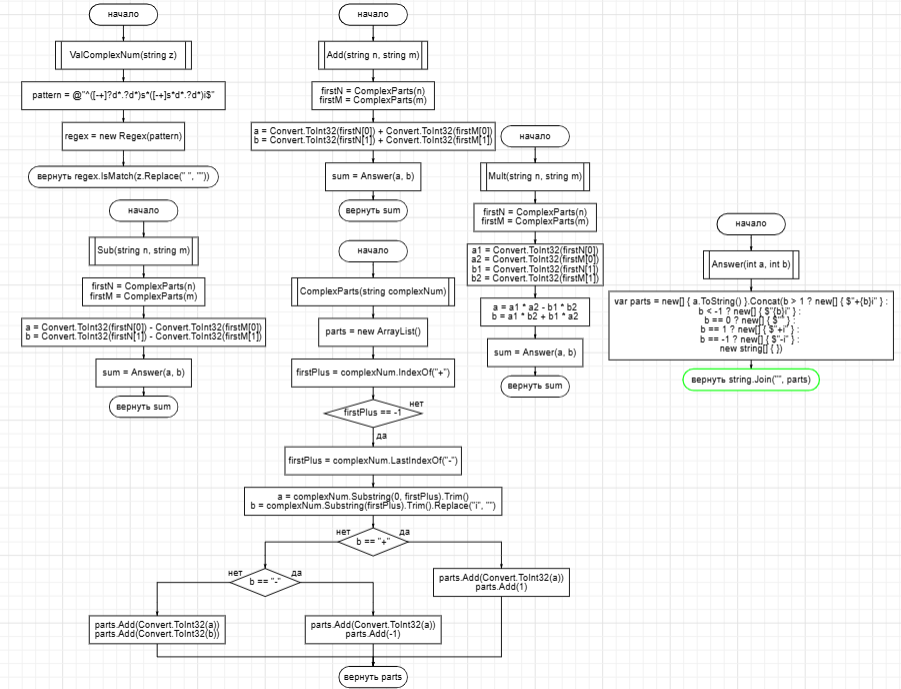 начало
ValComplexNum(string z)
pattern = @"^([-+]?d*.?d*)s*([-+]s*d*.?d*)i$"
regex = new Regex(pattern)
вернуть regex.IsMatch(z.Replace(" ", ""))
начало
Add(string n, string m)
firstN = ComplexParts(n)
firstM = ComplexParts(m)
a = Convert.ToInt32(firstN[0]) + Convert.ToInt32(firstM[0])
b = Convert.ToInt32(firstN[1]) + Convert.ToInt32(firstM[1])
sum = Answer(a, b)
вернуть sum
начало
Mult(string n, string m)
firstN = ComplexParts(n)
firstM = ComplexParts(m)
a1 = Convert.ToInt32(firstN[0])
a2 = Convert.ToInt32(firstM[0])
b1 = Convert.ToInt32(firstN[1])
b2 = Convert.ToInt32(firstM[1])
a = a1 * a2 - b1 * b2
b = a1 * b2 + b1 * a2
sum = Answer(a, b)
вернуть sum
начало
Sub(string n, string m)
firstN = ComplexParts(n)
firstM = ComplexParts(m)
a = Convert.ToInt32(firstN[0]) - Convert.ToInt32(firstM[0])
b = Convert.ToInt32(firstN[1]) - Convert.ToInt32(firstM[1])
sum = Answer(a, b)
вернуть sum
начало
Answer(int a, int b)
var parts = new[] { a.ToString() }.Concat(b > 1 ? new[] { $"+{b}i" } :
b < -1 ? new[] { $"{b}i" } :
b == 0 ? new[] { $"" } :
b == 1 ? new[] { $"+i" } :
b == -1 ? new[] { $"-i" } :
new string[] { })
вернуть string.Join("", parts)
начало
ComplexParts(string complexNum)
parts = new ArrayList()
firstPlus = complexNum.IndexOf("+")
firstPlus == -1
нет
да
firstPlus = complexNum.LastIndexOf("-")
a = complexNum.Substring(0, firstPlus).Trim()
b = complexNum.Substring(firstPlus).Trim().Replace("i", "")
нет
b == "+"
да
нет
b == "-"
да
parts.Add(Convert.ToInt32(a))
parts.Add(1)
parts.Add(Convert.ToInt32(a))
parts.Add(Convert.ToInt32(b))
parts.Add(Convert.ToInt32(a))
parts.Add(-1)
вернуть parts